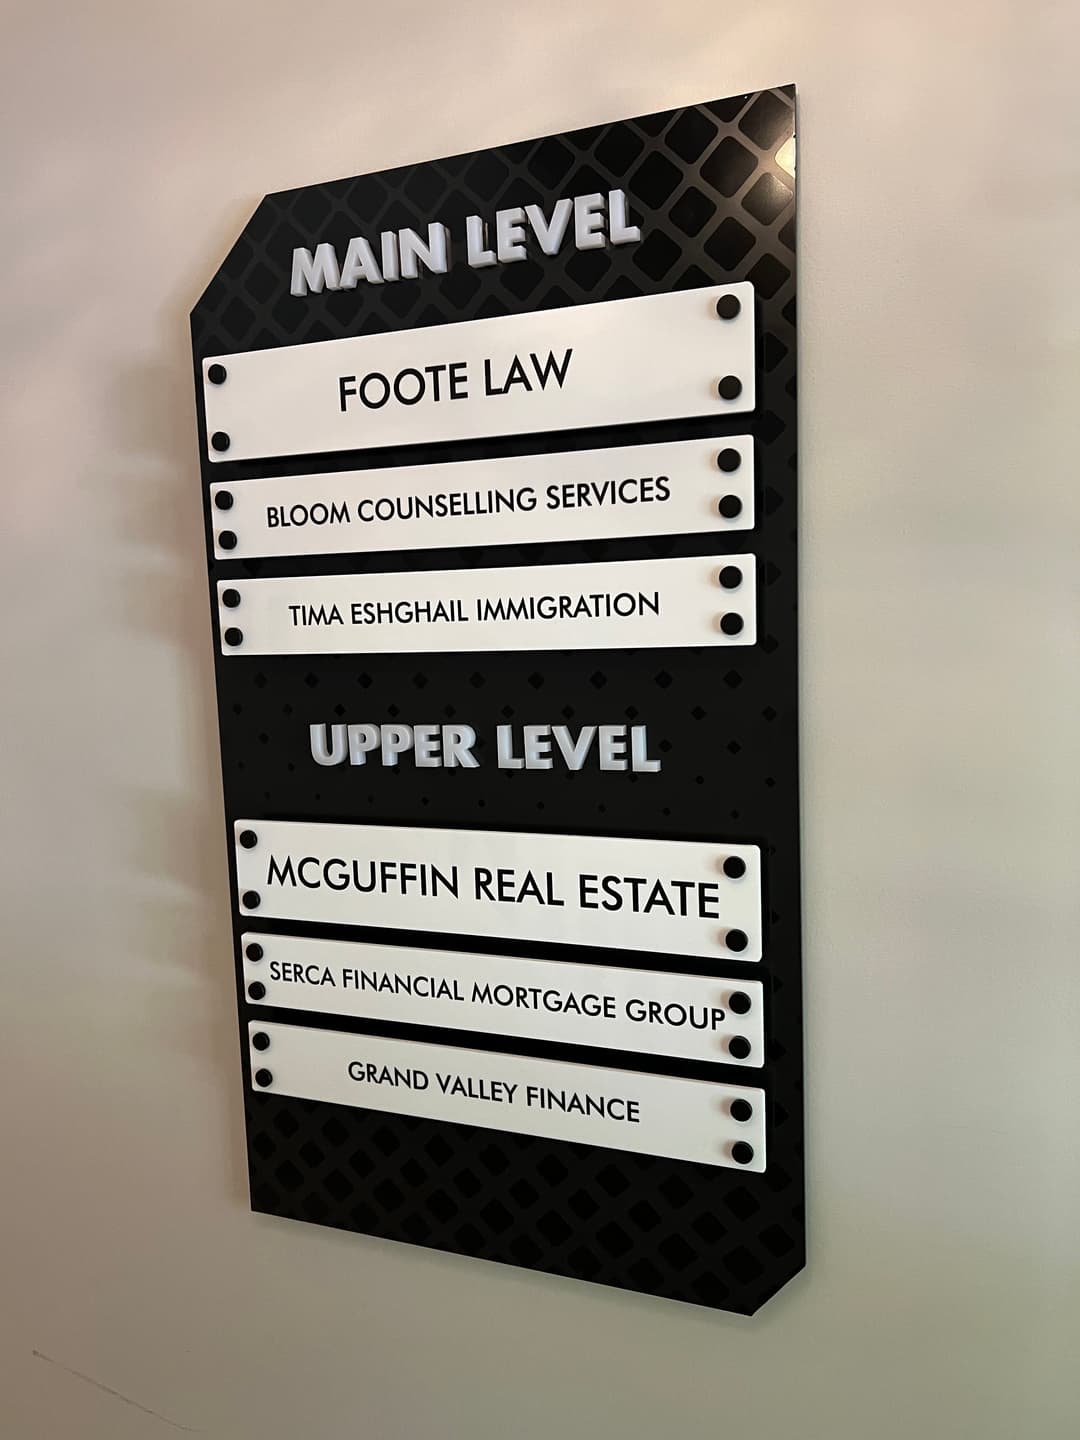 MAIN LEVEL
FOOTE LAW
BLOOM COUNSELLING SERVICES
TIMA ESHGHAIL IMMIGRATION
UPPER LEVEL
MCGUFFIN REAL ESTATE
SERCA FINANCIAL MORTGAGE GROUP
GRAND VALLEY FINANCE